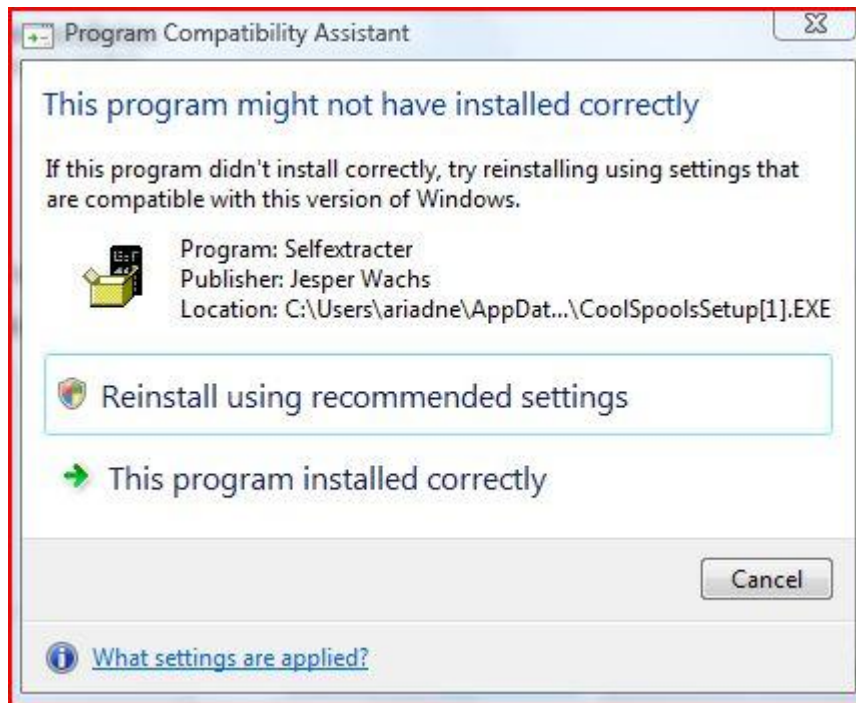 Program Compatibility Assistant
This program might not have installed correctly
If this program didn't install correctly, try reinstalling using settings that
are compatible with this version of Windows.
Program: Selfextracter
Publisher: Jesper Wachs
Location: C:\Users\ariadne\AppDat...\CoolSpoolsSetup[1].EXE
Reinstall using recommended settings
This program installed correctly
Cancel
What settings are applied?